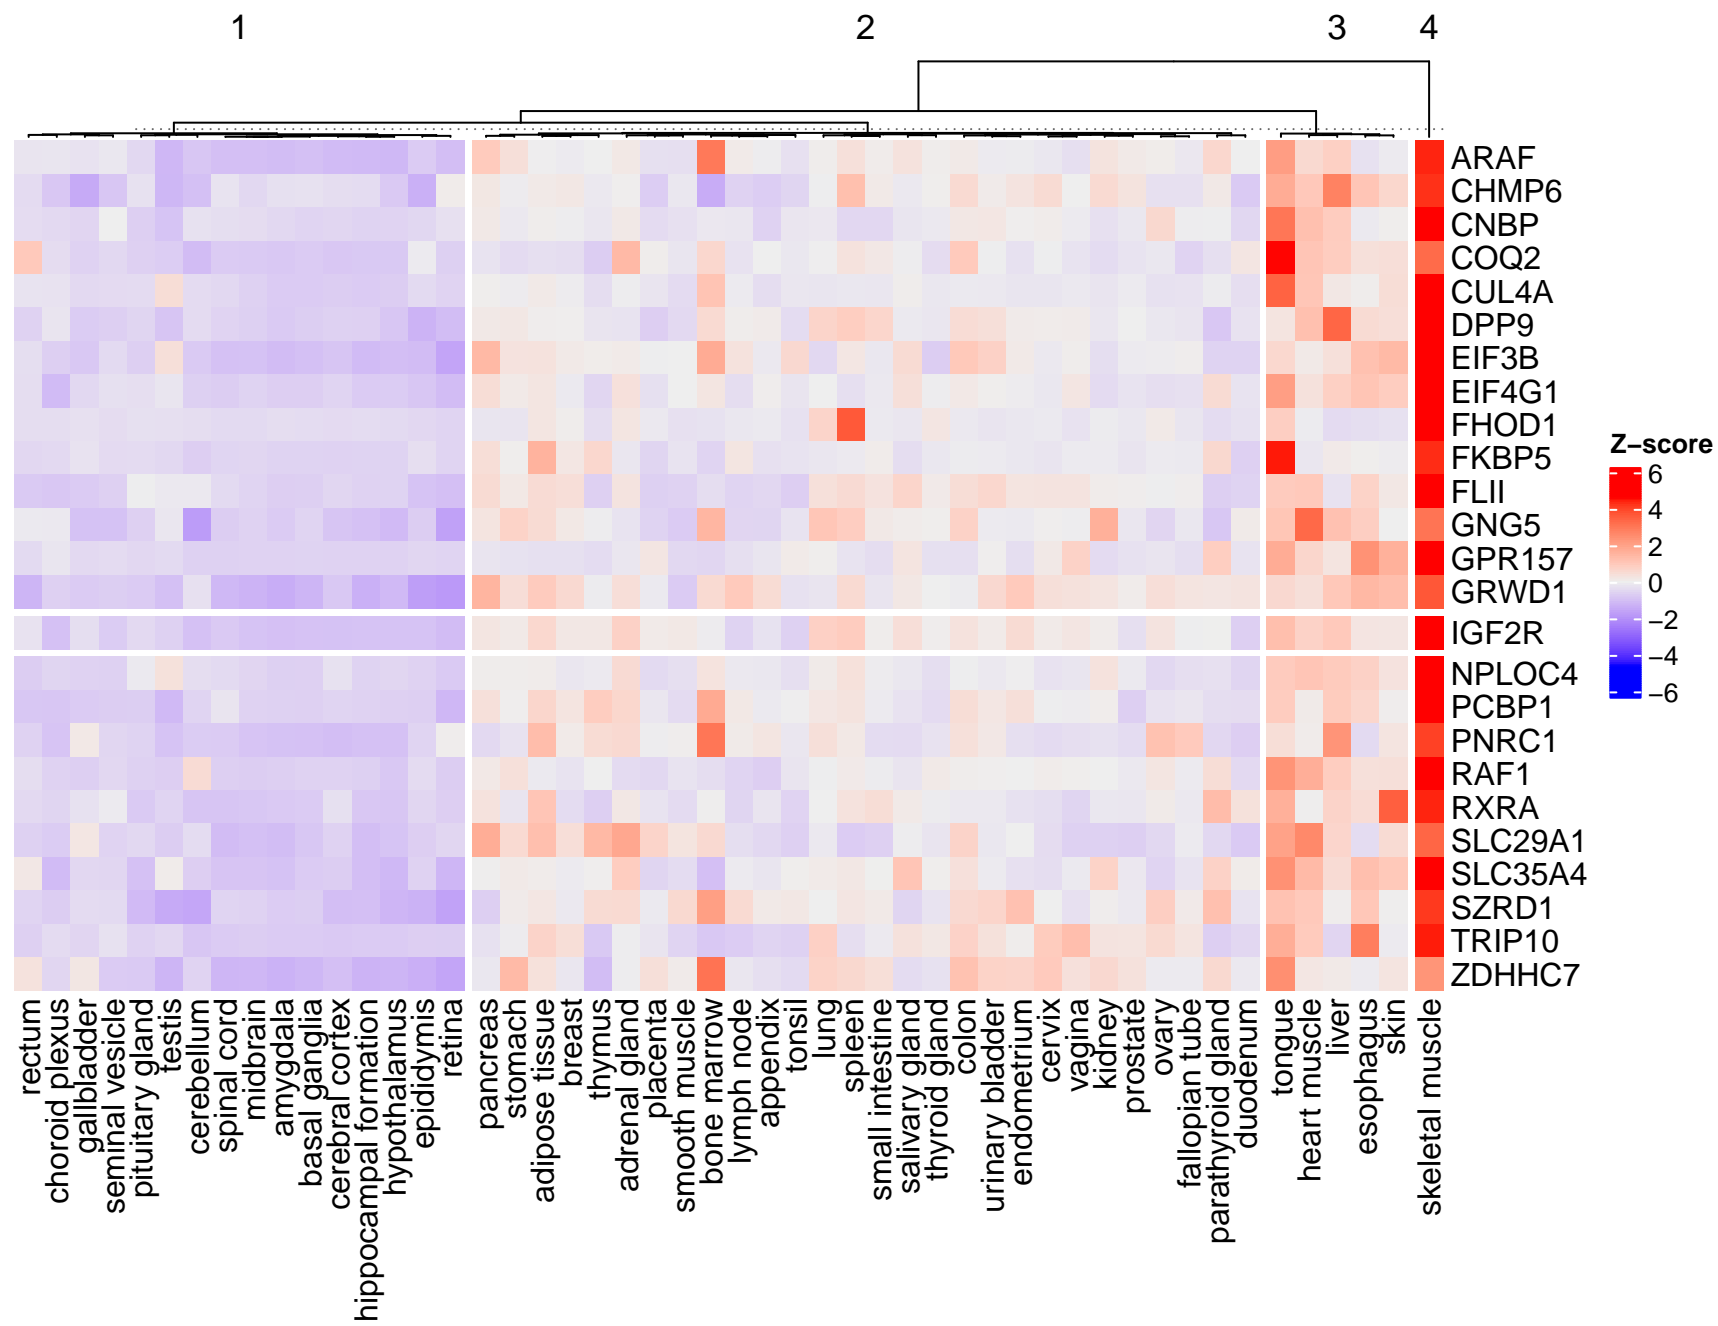 1
2
3
4
ARAF
CHMP6
CNBP
COQ2
CUL4A
DPP9
EIF3B
EIF4G1
FHOD1
FKBP5
FLII
GNG5
GPR157
GRWD1
IGF2R
NPLOC4
PCBP1
PNRC1
RAF1
RXRA
SLC29A1
SLC35A4
SZRD1
TRIP10
ZDHHC7
Z−score
6
4
2
0
−2
−4
−6
rectum
choroid plexus
gallbladder
seminal vesicle
pituitary gland
testis
cerebellum
spinal cord
midbrain
amygdala
basal ganglia
cerebral cortex
hippocampal formation
hypothalamus
epididymis
retina
pancreas
stomach
adipose tissue
breast
thymus
adrenal gland
placenta
smooth muscle
bone marrow
lymph node
appendix
tonsil
lung
spleen
small intestine
salivary gland
thyroid gland
colon
urinary bladder
endometrium
cervix
vagina
kidney
prostate
ovary
fallopian tube
parathyroid gland
duodenum
tongue
heart muscle
liver
esophagus
skin
skeletal muscle